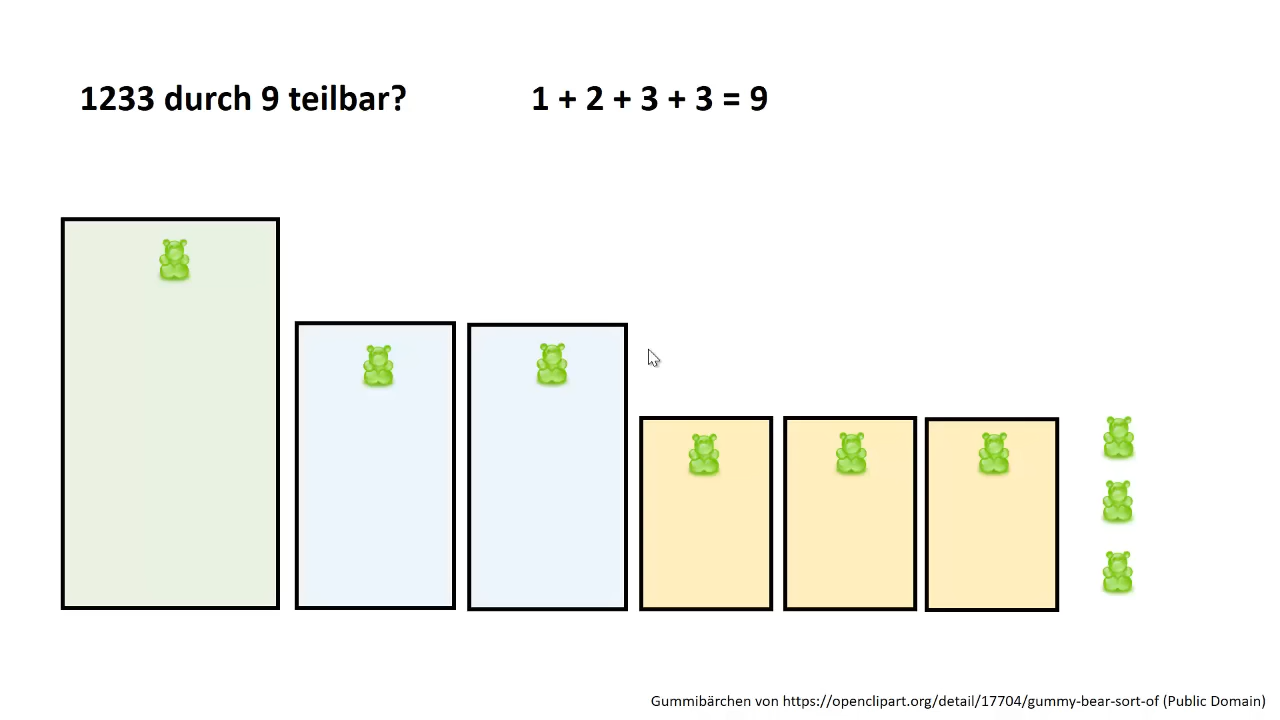 1233 durch 9 teilbar?
1 + 2 + 3 + 3 = 9
Gummibärchen von https://openclipart.org/detail/17704/gummy-bear-sort-of (Public Domain)